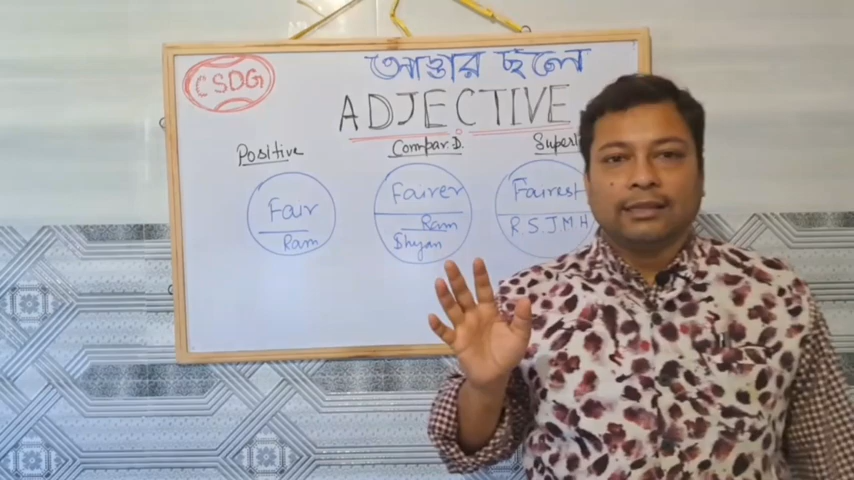 CSDG
আড্ডার ছলে
ADJECTIVE
Positive
Compar. D.
Fair
Ram
Fairer
Ram
Shyam
Fairest
R. S. J M H